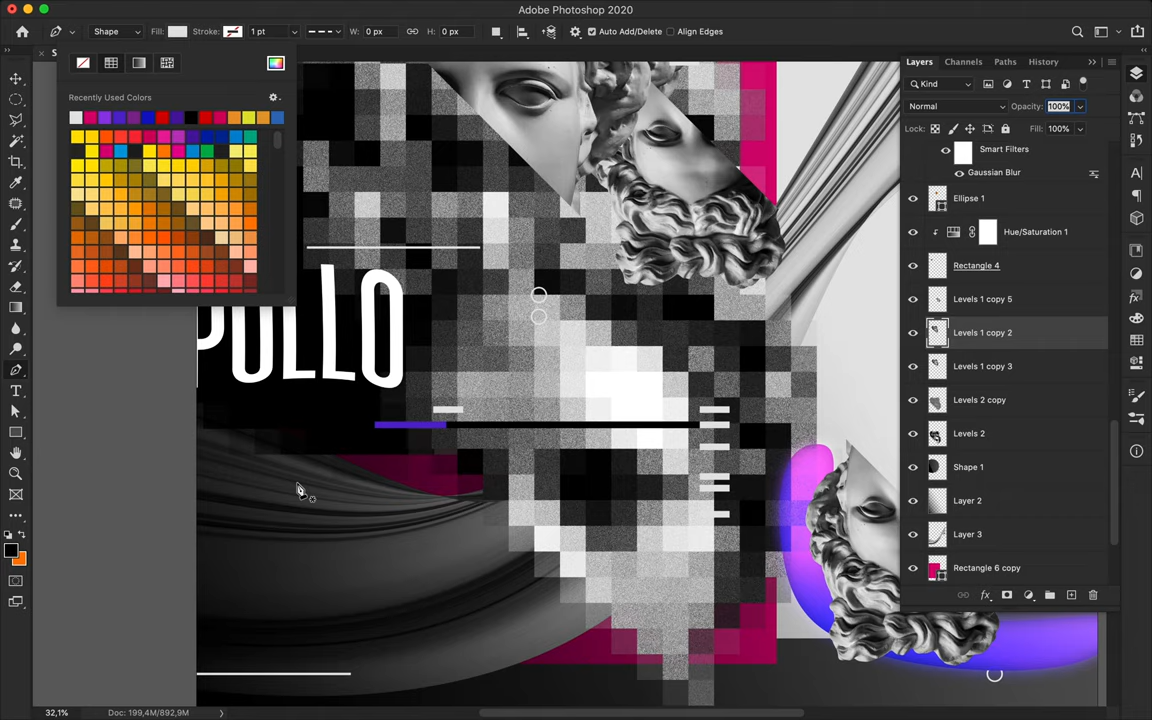 Adobe Photoshop 2020
Shape Fill: Stroke: 1 pt W: 0 px H: 0 px Auto Add/Delete Align Edges
× S
Recently Used Colors
POLLO
Layers Channels Paths History
Kind
Normal Opacity: 100%
Lock: Fill: 100%
Smart Filters
Gaussian Blur
Ellipse 1
Hue/Saturation 1
Rectangle 4
Levels 1 copy 5
Levels 1 copy 2
Levels 1 copy 3
Levels 2 copy
Levels 2
Shape 1
Layer 2
Layer 3
Rectangle 6 copy
fx
32,1% Doc: 199,4M/892,9M